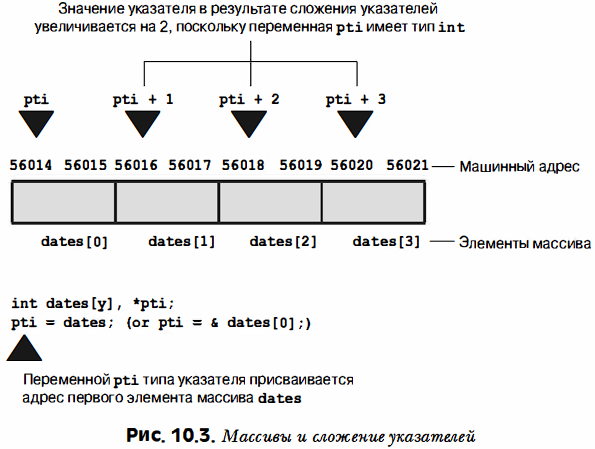 Значение указателя в результате сложения указателей
увеличивается на 2, поскольку переменная pti имеет тип int
pti pti + 1 pti + 2 pti + 3
56014 56015 56016 56017 56018 56019 56020 56021 Машинный адрес
dates[0] dates[1] dates[2] dates[3] Элементы массива
int dates[y], *pti;
pti = dates; (or pti = & dates[0];)
Переменной pti типа указателя присваивается
адрес первого элемента массива dates
Рис. 10.3. Массивы и сложение указателей